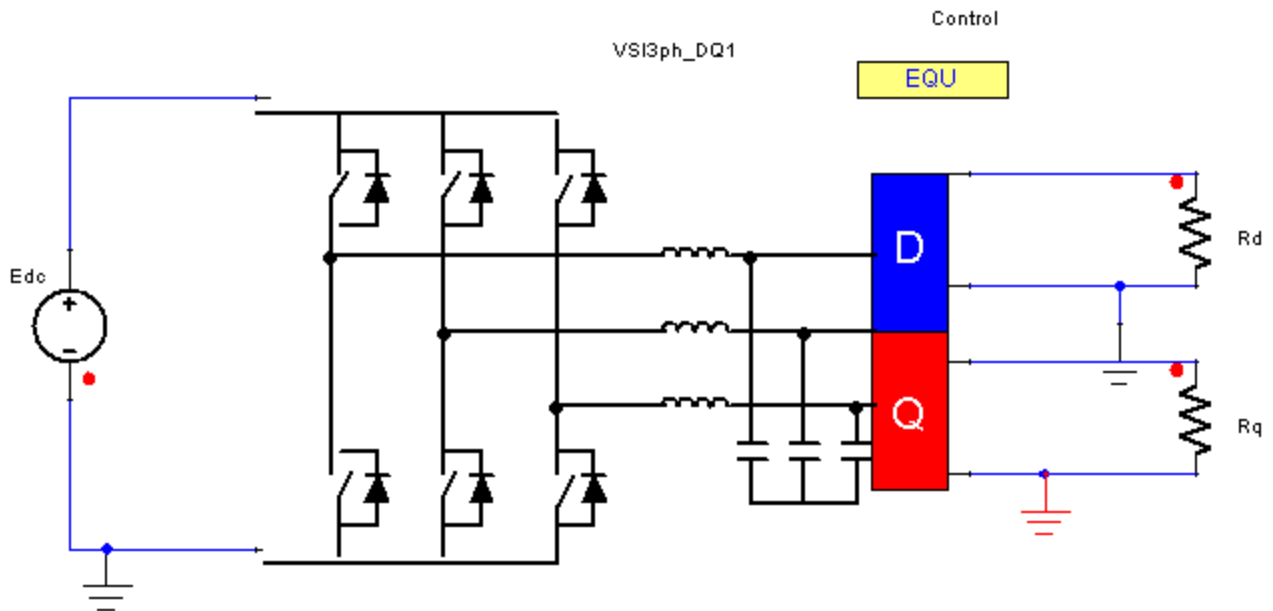 Control
VSI3ph_DQ1
EQU
D
Rd
Edc
+
-
Q
Rq